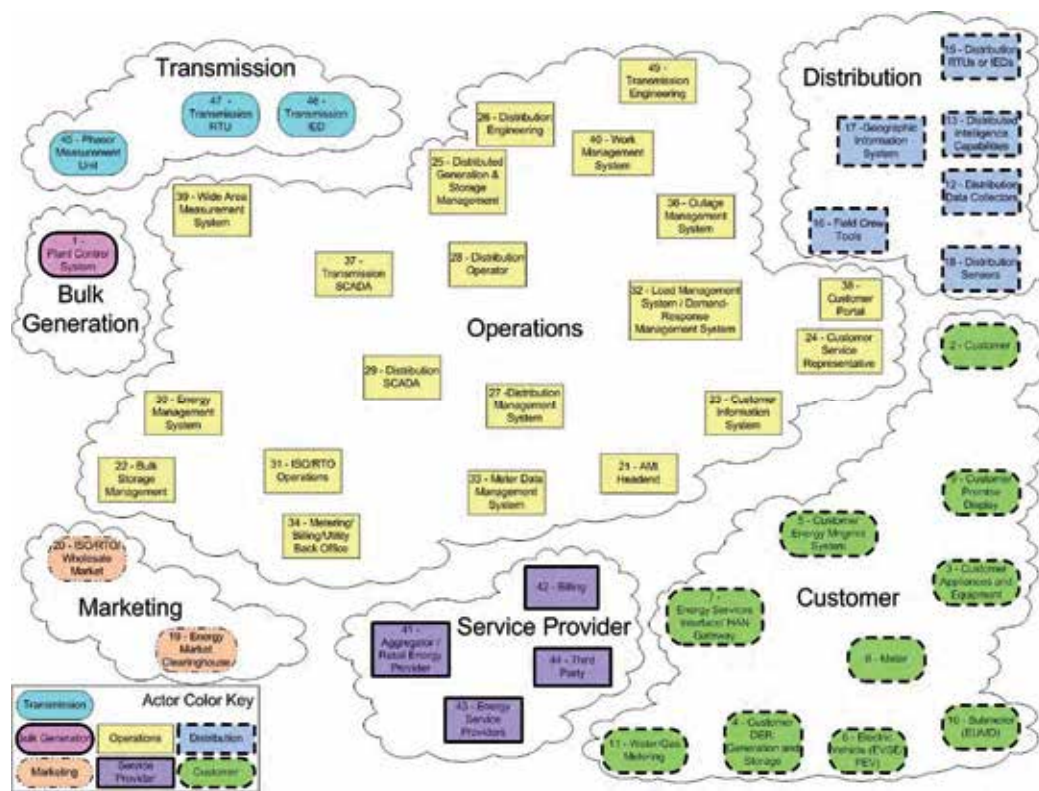 Transmission
47 -
Transmission
RTU
46 -
Transmission
IED
45 - Phasor
Measurement
Unit
49 -
Transmission
Engineering
26 - Distribution
Engineering
40 - Work
Management
System
25 - Distributed
Generation &
Storage
Management
39 - Wide Area
Measurement
System
36 - Outage
Management
System
37 -
Transmission
SCADA
28 - Distribution
Operator
32 - Load Management
System / Demand-
Response
Management System
38 -
Customer
Portal
24 - Customer
Service
Representative
Operations
29 - Distribution
SCADA
27 -Distribution
Management
System
23 - Customer
Information
System
30 - Energy
Management
System
22 - Bulk
Storage
Management
31 - ISO/RTO
Operations
33 - Meter Data
Management
System
21 - AMI
Headend
34 - Metering/
Billing/Utility
Back Office
Distribution
15 - Distribution
RTUs or IEDs
17 -Geographic
Information
System
13 - Distributed
Intelligence
Capabilities
12 - Distribution
Data Collectors
16 - Field Crew
Tools
18 - Distribution
Sensors
1 -
Plant Control
System
Bulk
Generation
2 - Customer
9 - Customer
Premise
Display
5 - Customer
Energy Mngmnt
System
3 - Customer
Appliances and
Equipment
7 -
Energy Services
Interface/ HAN
Gateway
Customer
8 - Meter
11 - Water/Gas
Metering
4 - Customer
DER:
Generation and
Storage
6 - Electric
Vehicle (EVSE/
PEV)
10 - Submeter
(EUMD)
20 - ISO/RTO/
Wholesale
Market
Marketing
19 - Energy
Market
Clearinghouse
42 - Billing
Service Provider
41 -
Aggregator /
Retail Energy
Provider
44 - Third
Party
43 - Energy
Service
Providers
Actor Color Key
Transmission
Bulk Generation
Operations
Distribution
Marketing
Service
Provider
Customer